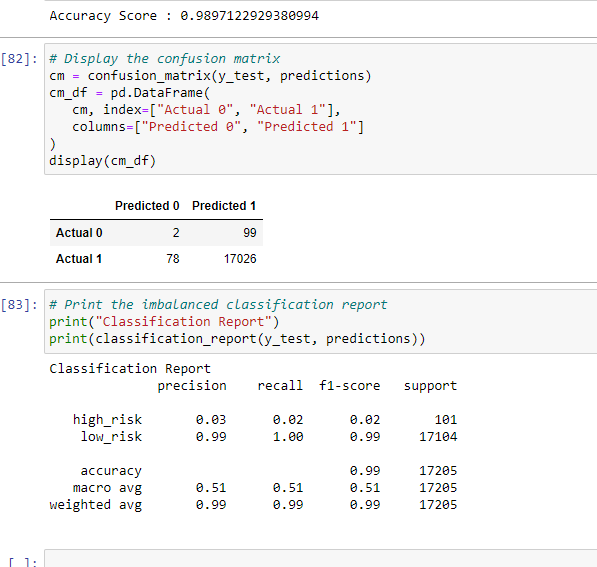 Accuracy Score : 0.9897122929380994
[82]: # Display the confusion matrix
cm = confusion_matrix(y_test, predictions)
cm_df = pd.DataFrame(
cm, index=["Actual 0", "Actual 1"],
columns=["Predicted 0", "Predicted 1"]
)
display(cm_df)
Predicted 0 Predicted 1
Actual 0 2 99
Actual 1 78 17026
[83]: # Print the imbalanced classification report
print("Classification Report")
print(classification_report(y_test, predictions))
Classification Report
precision recall f1-score support
high_risk 0.03 0.02 0.02 101
low_risk 0.99 1.00 0.99 17104
accuracy 0.99 17205
macro avg 0.51 0.51 0.51 17205
weighted avg 0.99 0.99 0.99 17205
[ ]: